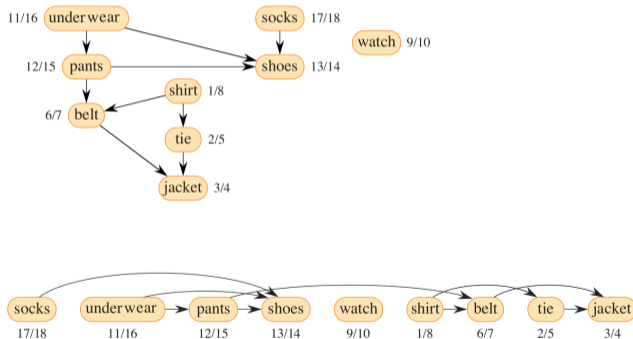 11/16 underwear socks 17/18
watch 9/10
12/15 pants shoes 13/14
shirt 1/8
6/7 belt
tie 2/5
jacket 3/4
socks underwear pants shoes watch shirt belt tie jacket
17/18 11/16 12/15 13/14 9/10 1/8 6/7 2/5 3/4